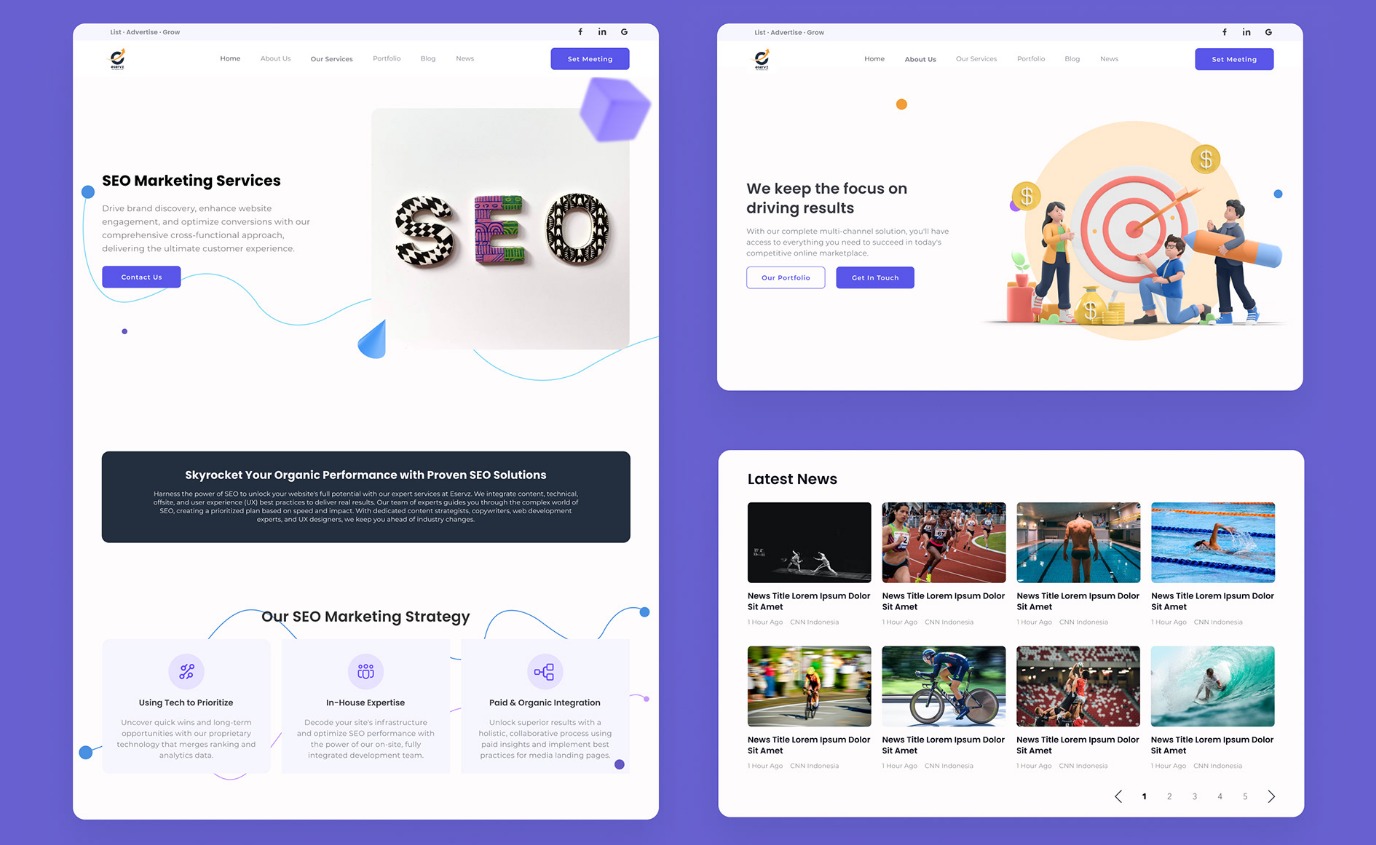 List · Advertise · Grow
Home About Us Our Services Portfolio Blog News
Set Meeting
SEO Marketing Services
Drive brand discovery, enhance website
engagement, and optimize conversions with our
comprehensive cross-functional approach,
delivering the ultimate customer experience.
Contact Us
SEO
Skyrocket Your Organic Performance with Proven SEO Solutions
Harness the power of SEO to unlock your website's full potential with our expert services at Eservz. We integrate content, technical,
offsite, and user experience (UX) best practices to deliver real results. Our team of experts guides you through the complex world of
SEO, creating a prioritized plan based on speed and impact. With dedicated content strategists, copywriters, web development
experts, and UX designers, we keep you ahead of industry changes.
Our SEO Marketing Strategy
Using Tech to Prioritize
Uncover quick wins and long-term
opportunities with our proprietary
technology that merges ranking and
analytics data.
In-House Expertise
Decode your site's infrastructure
and optimize SEO performance with
the power of our on-site, fully
integrated development team.
Paid & Organic Integration
Unlock superior results with a
holistic, collaborative process using
paid insights and implement best
practices for media landing pages.
List · Advertise · Grow
Home About Us Our Services Portfolio Blog News
Set Meeting
We keep the focus on
driving results
With our complete multi-channel solution, you'll have
access to everything you need to succeed in today's
competitive online marketplace.
Our Portfolio Get In Touch
Latest News
News Title Lorem Ipsum Dolor
Sit Amet
1 Hour Ago CNN Indonesia
News Title Lorem Ipsum Dolor
Sit Amet
1 Hour Ago CNN Indonesia
News Title Lorem Ipsum Dolor
Sit Amet
1 Hour Ago CNN Indonesia
News Title Lorem Ipsum Dolor
Sit Amet
1 Hour Ago CNN Indonesia
News Title Lorem Ipsum Dolor
Sit Amet
1 Hour Ago CNN Indonesia
News Title Lorem Ipsum Dolor
Sit Amet
1 Hour Ago CNN Indonesia
News Title Lorem Ipsum Dolor
Sit Amet
1 Hour Ago CNN Indonesia
News Title Lorem Ipsum Dolor
Sit Amet
1 Hour Ago CNN Indonesia
1 2 3 4 5